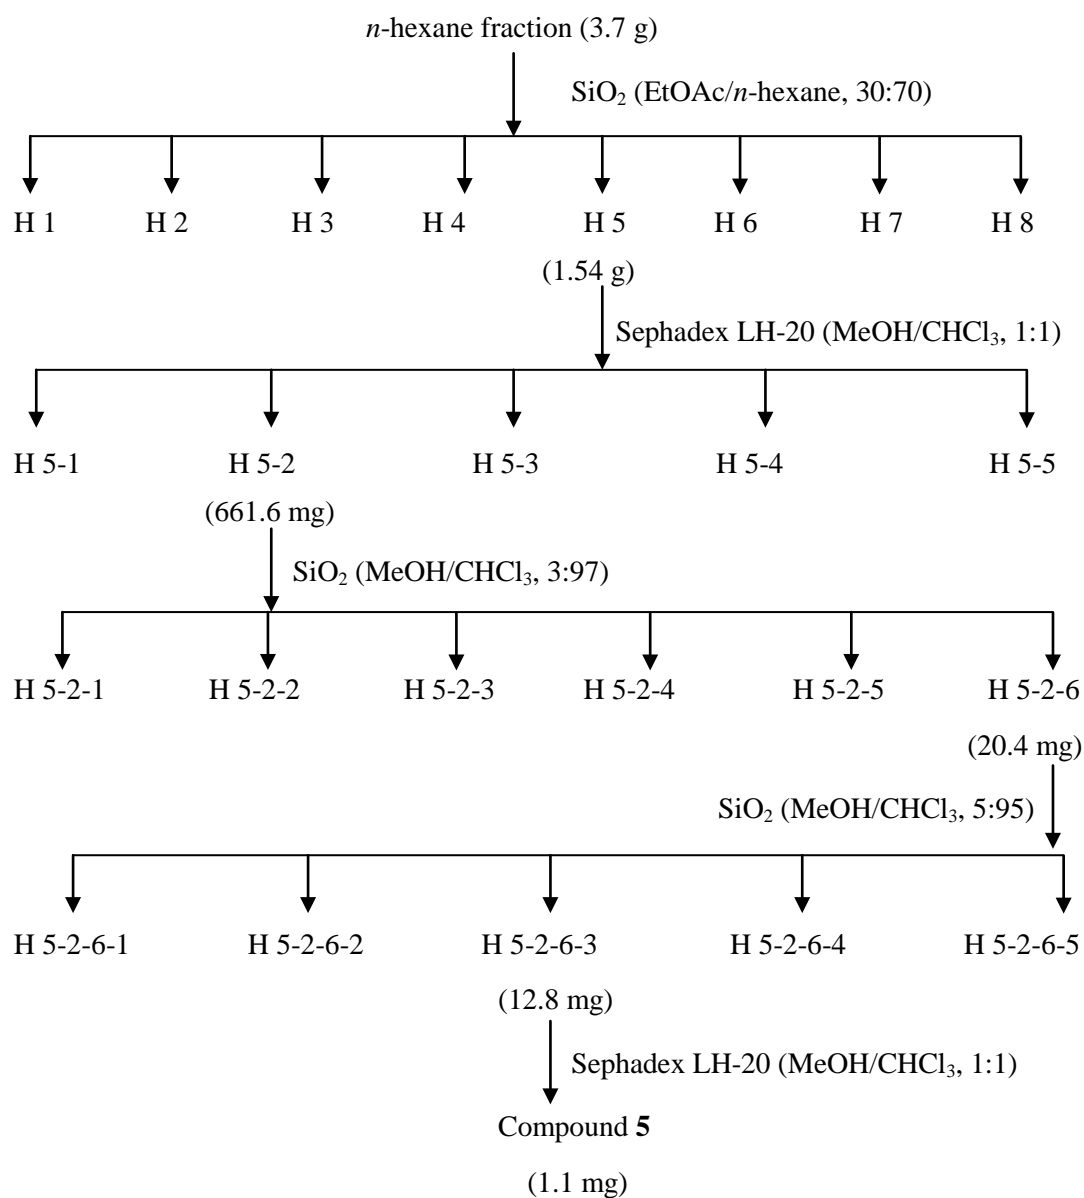 n-hexane fraction (3.7 g)
SiO₂ (EtOAc/n-hexane, 30:70)
H 1 H 2 H 3 H 4 H 5 H 6 H 7 H 8
(1.54 g)
Sephadex LH-20 (MeOH/CHCl₃, 1:1)
H 5-1 H 5-2 H 5-3 H 5-4 H 5-5
(661.6 mg)
SiO₂ (MeOH/CHCl₃, 3:97)
H 5-2-1 H 5-2-2 H 5-2-3 H 5-2-4 H 5-2-5 H 5-2-6
(20.4 mg)
SiO₂ (MeOH/CHCl₃, 5:95)
H 5-2-6-1 H 5-2-6-2 H 5-2-6-3 H 5-2-6-4 H 5-2-6-5
(12.8 mg)
Sephadex LH-20 (MeOH/CHCl₃, 1:1)
Compound 5
(1.1 mg)